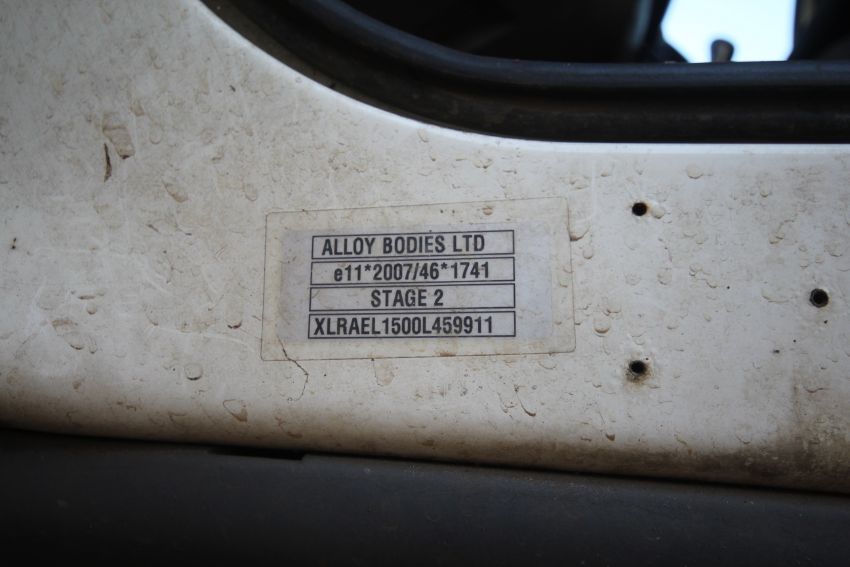 ALLOY BODIES LTD
e11*2007/46*1741
STAGE 2
XLRAEL1500L459911